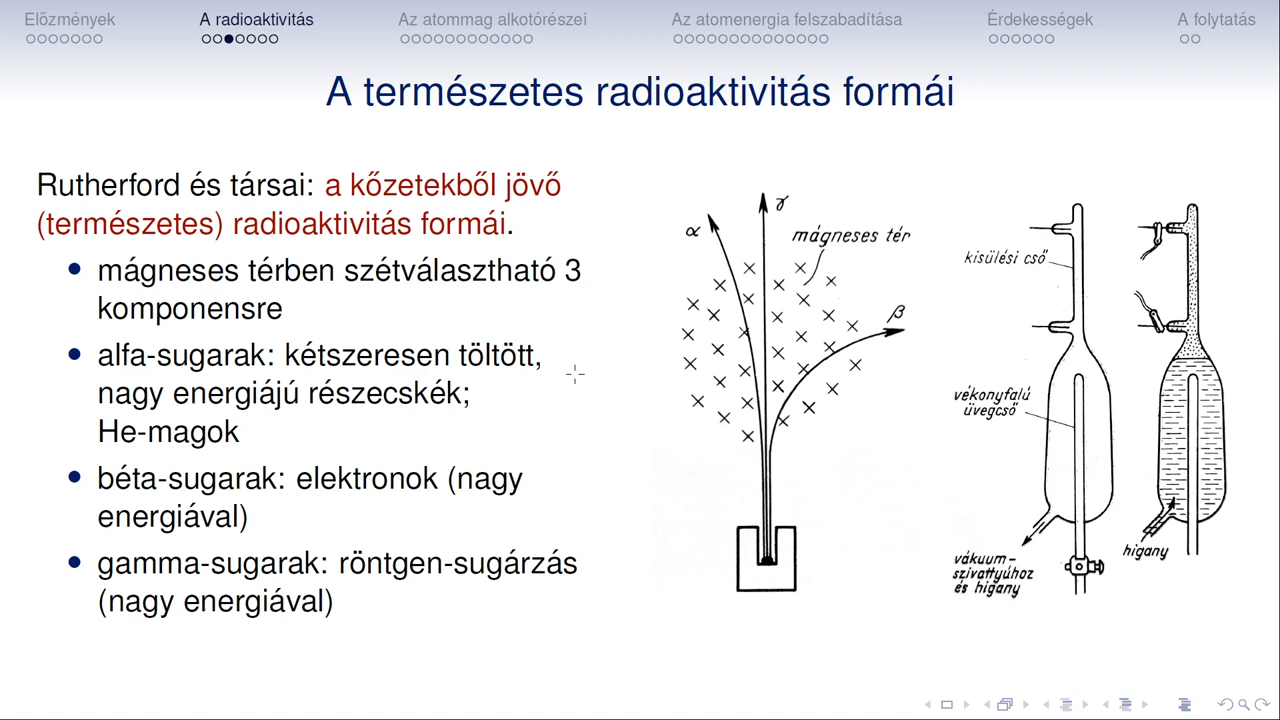 Előzmények
A radioaktivitás
Az atommag alkotórészei
Az atomenergia felszabadítása
Érdekességek
A folytatás
A természetes radioaktivitás formái
Rutherford és társai: a kőzetekből jövő
(természetes) radioaktivitás formái.
mágneses térben szétválasztható 3
komponensre
alfa-sugarak: kétszeresen töltött,
nagy energiájú részecskék;
He-magok
béta-sugarak: elektronok (nagy
energiával)
gamma-sugarak: röntgen-sugárzás
(nagy energiával)
α
γ
mágneses tér
β
kisülési cső
vékonyfalú
üvegcső
vákuum-
szivattyúhoz
és higany
higany